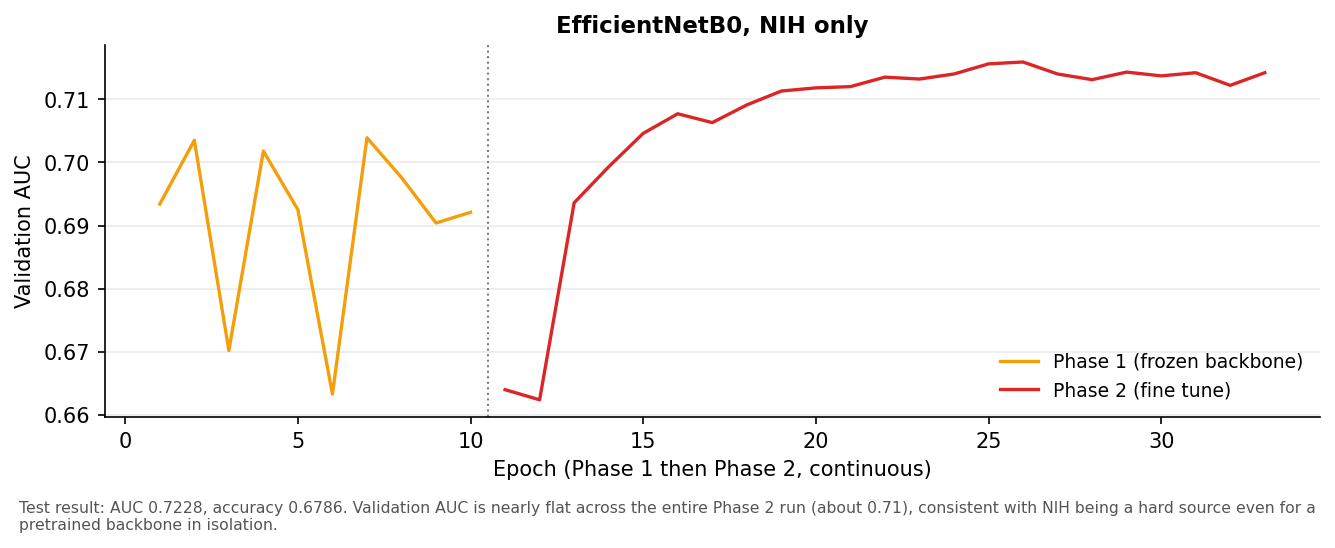 EfficientNetB0, NIH only
Validation AUC
0.71
0.70
0.69
0.68
0.67
0.66
0
5
10
15
20
25
30
Phase 1 (frozen backbone)
Phase 2 (fine tune)
Epoch (Phase 1 then Phase 2, continuous)
Test result: AUC 0.7228, accuracy 0.6786. Validation AUC is nearly flat across the entire Phase 2 run (about 0.71), consistent with NIH being a hard source even for a
pretrained backbone in isolation.